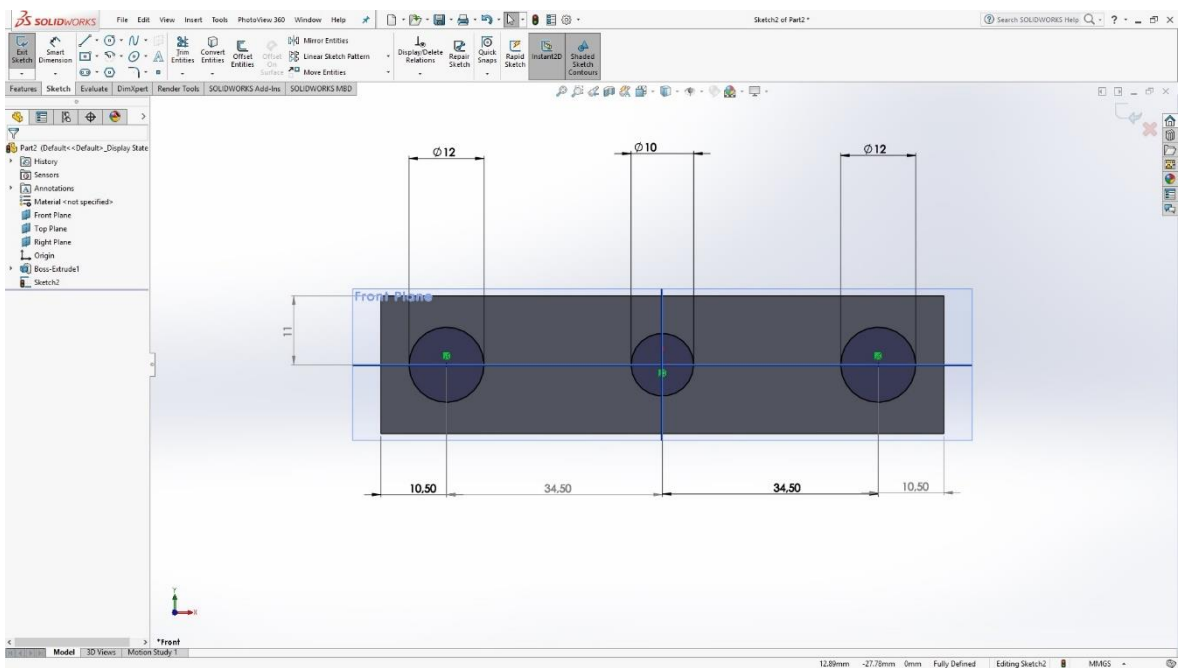 SOLIDWORKS File Edit View Insert Tools PhotoView 360 Window Help Sketch2 of Part2 * Search SOLIDWORKS Help
Exit Sketch Smart Dimension Trim Entities Convert Entities Offset Entities Offset On Surface Mirror Entities Linear Sketch Pattern Move Entities Display/Delete Relations Repair Sketch Quick Snaps Rapid Sketch Instant2D Shaded Sketch Contours
Features Sketch Evaluate DimXpert Render Tools SOLIDWORKS Add-Ins SOLIDWORKS MBD
Part2 (Default<<Default>_Display State
History
Sensors
Annotations
Material <not specified>
Front Plane
Top Plane
Right Plane
Origin
Boss-Extrude1
Sketch2
Ø12 Ø10 Ø12
Front Plane
11
10,50 34,50 34,50 10,50
Y
X
*Front
Model 3D Views Motion Study 1
12.89mm -27.78mm 0mm Fully Defined Editing Sketch2 MMGS